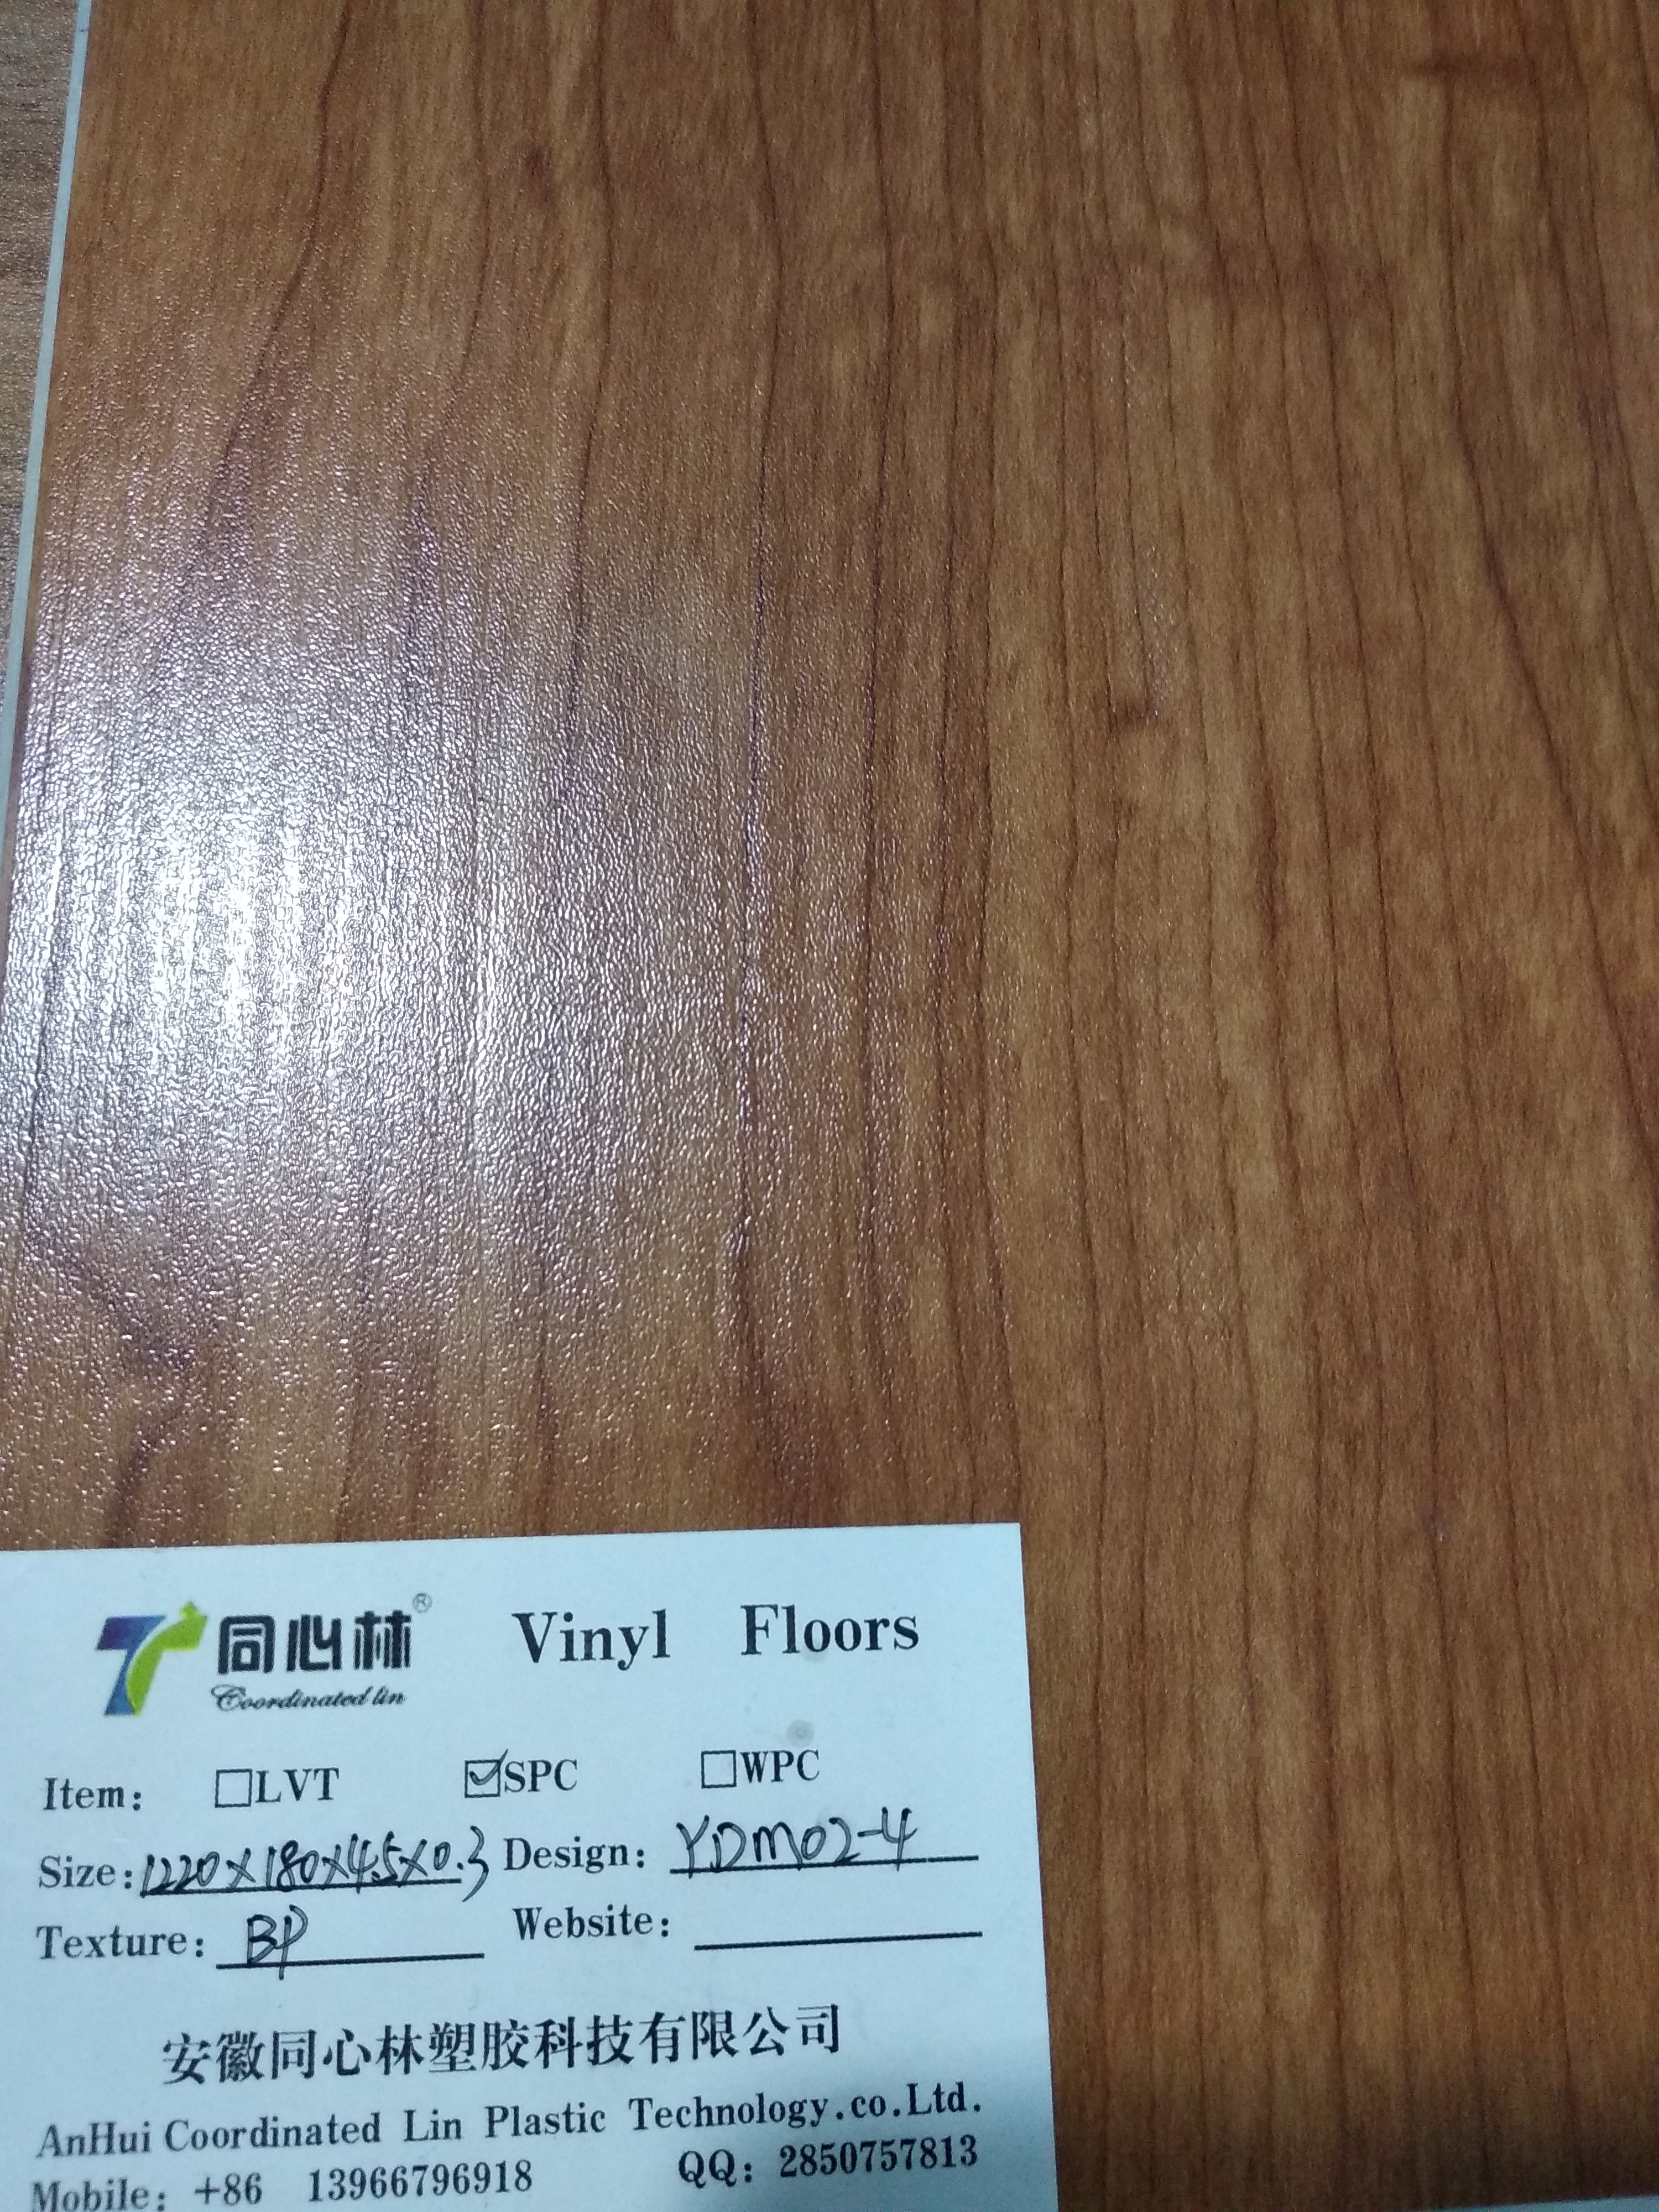 同心林® Vinyl Floors
Coordinated lin
Item: □LVT ☑SPC □WPC
Size: 1220×180×4.5×0.3 Design: YDM02-4
Texture: BP Website:
安徽同心林塑胶科技有限公司
AnHui Coordinated Lin Plastic Technology.co.Ltd.
Mobile: +86 13966796918 QQ: 2850757813